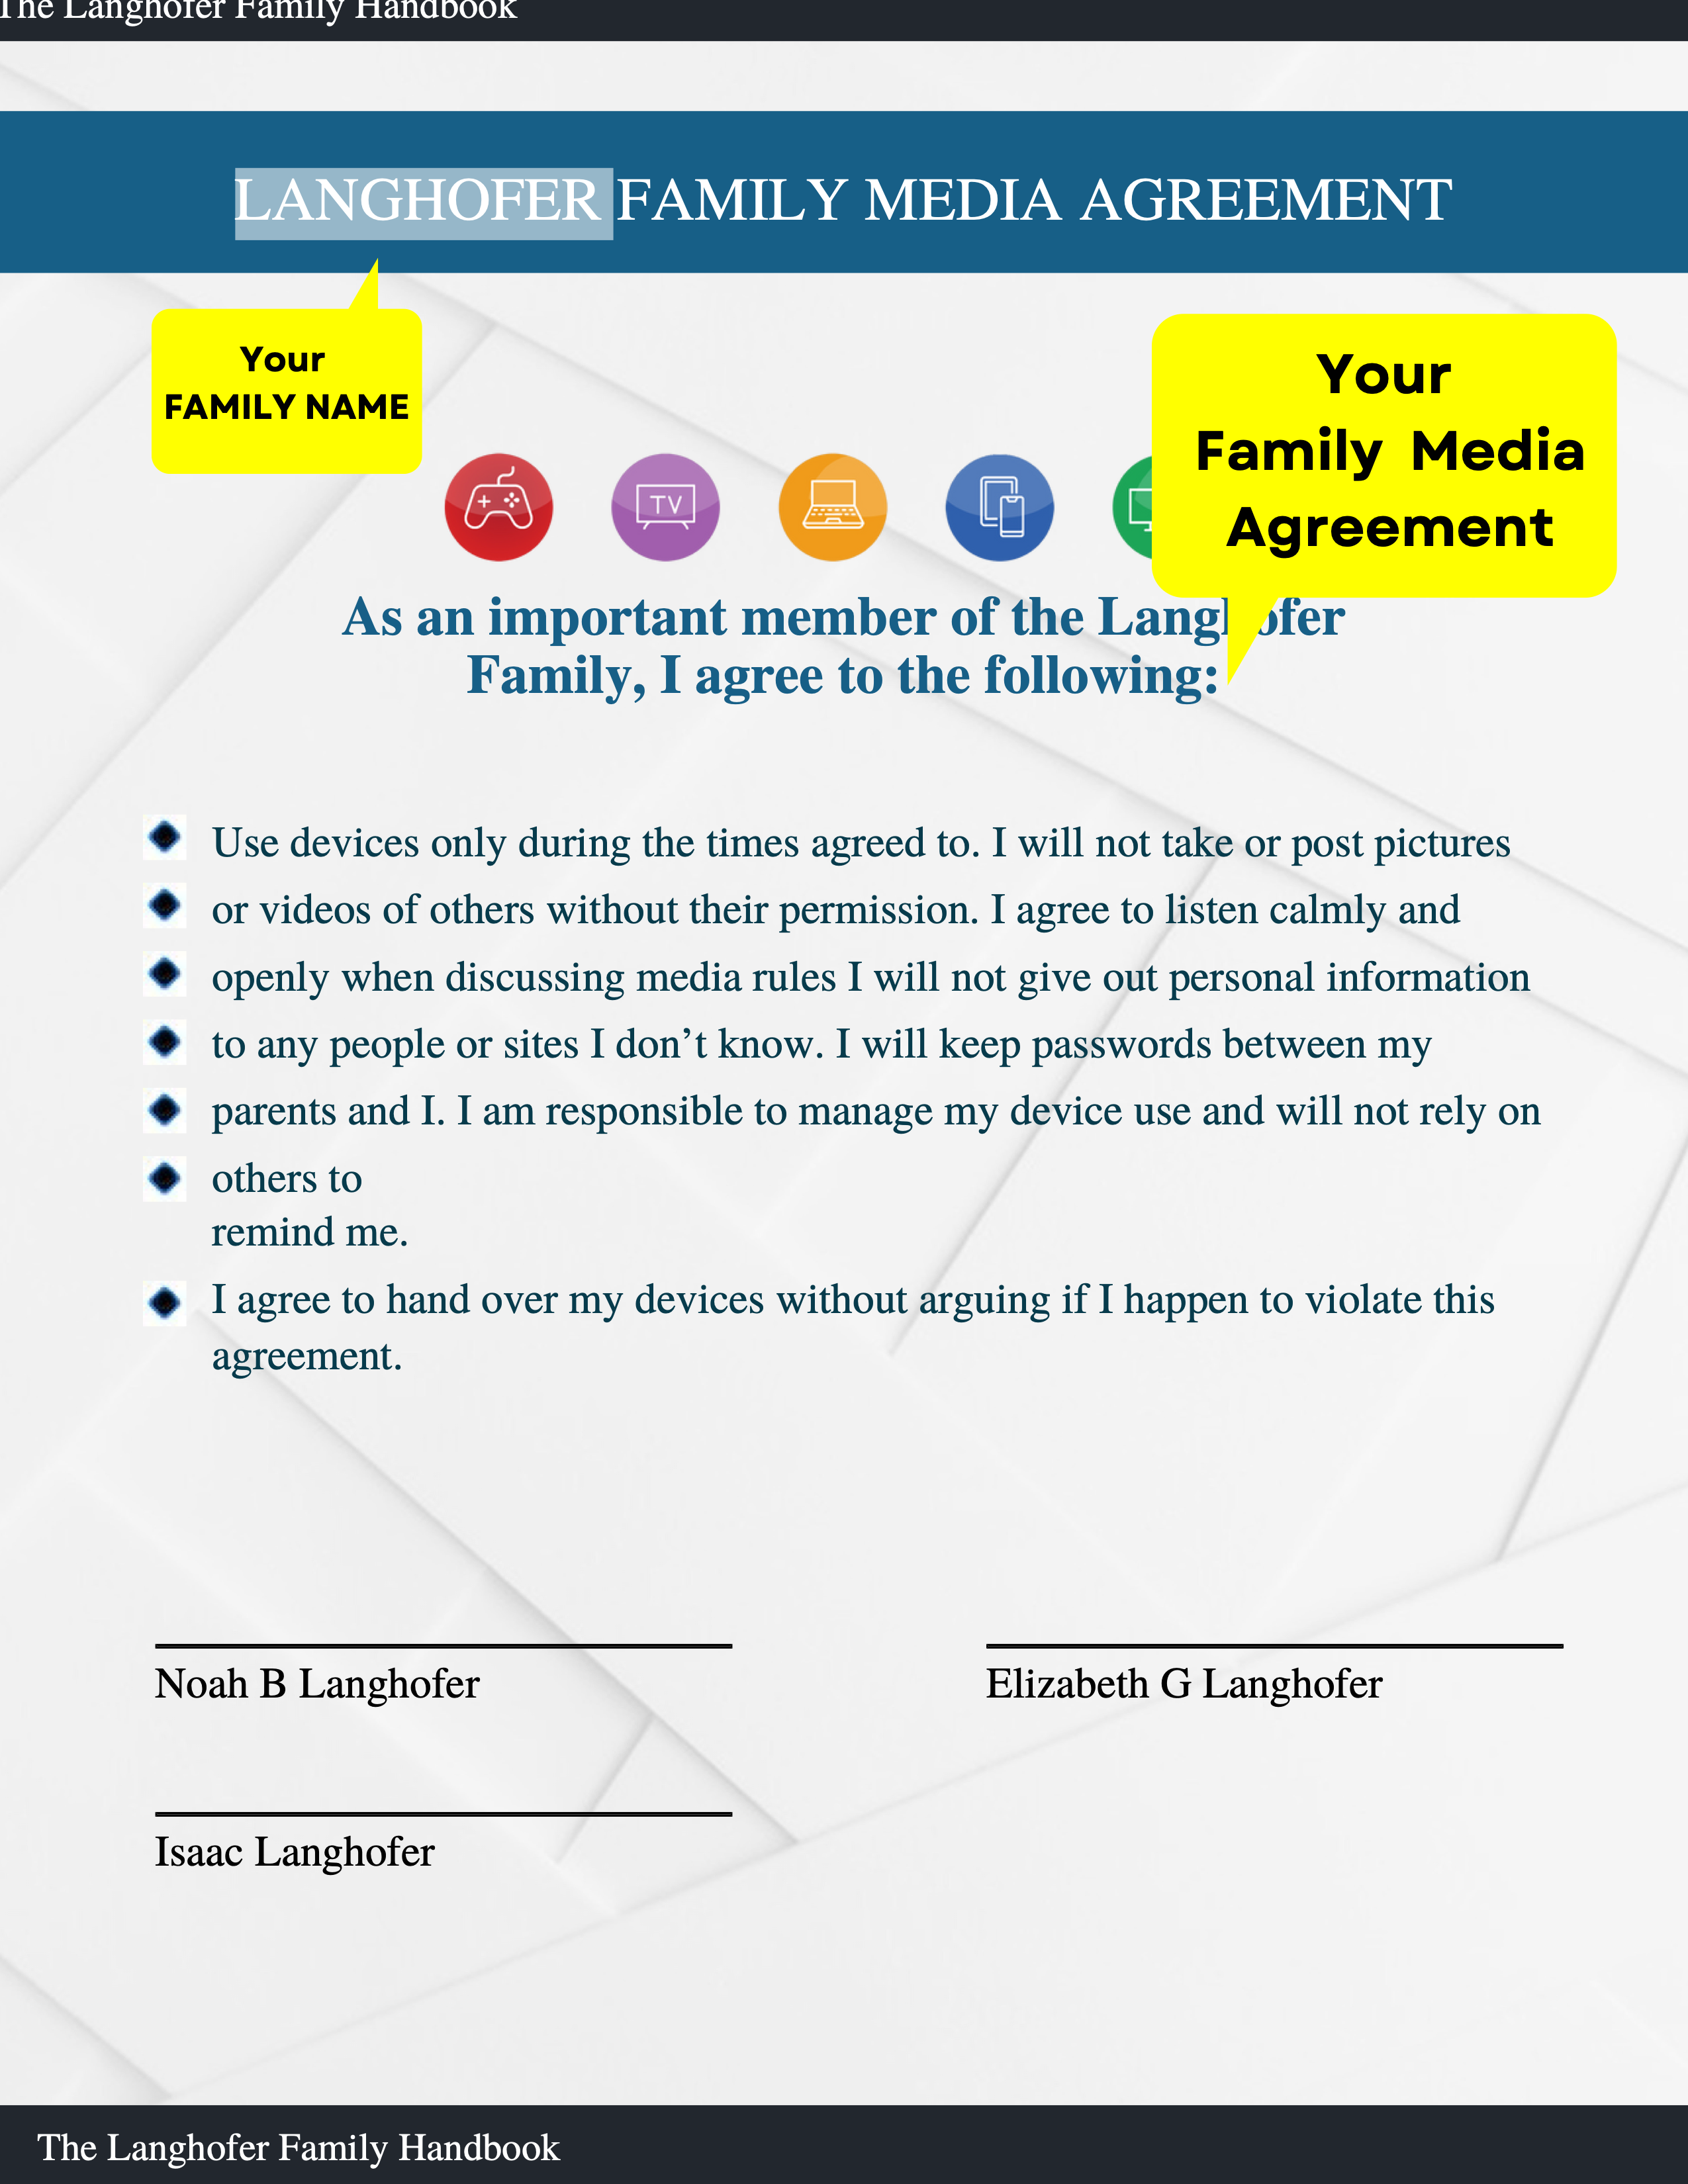 The Langhofer Family Handbook
LANGHOFER FAMILY MEDIA AGREEMENT
Your
FAMILY NAME
Your
Family Media
Agreement
TV
As an important member of the Langhofer
Family, I agree to the following:
Use devices only during the times agreed to. I will not take or post pictures
or videos of others without their permission. I agree to listen calmly and
openly when discussing media rules I will not give out personal information
to any people or sites I don’t know. I will keep passwords between my
parents and I. I am responsible to manage my device use and will not rely on
others to
remind me.
I agree to hand over my devices without arguing if I happen to violate this
agreement.
Noah B Langhofer
Elizabeth G Langhofer
Isaac Langhofer
The Langhofer Family Handbook